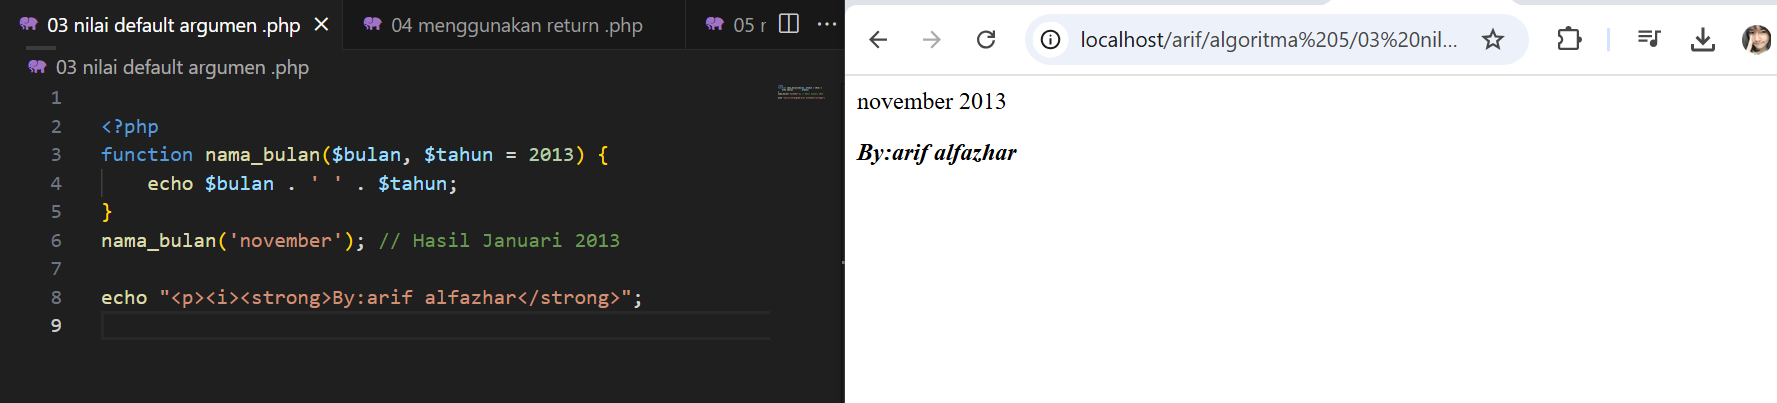 03 nilai default argumen .php
04 menggunakan return .php
05 r
03 nilai default argumen .php
1
2 <?php
3 function nama_bulan($bulan, $tahun = 2013) {
4 echo $bulan . ' ' . $tahun;
5 }
6 nama_bulan('november'); // Hasil Januari 2013
7
8 echo "<p><i><strong>By:arif alfazhar</strong>";
9
localhost/arif/algoritma%205/03%20nil...
november 2013
By:arif alfazhar